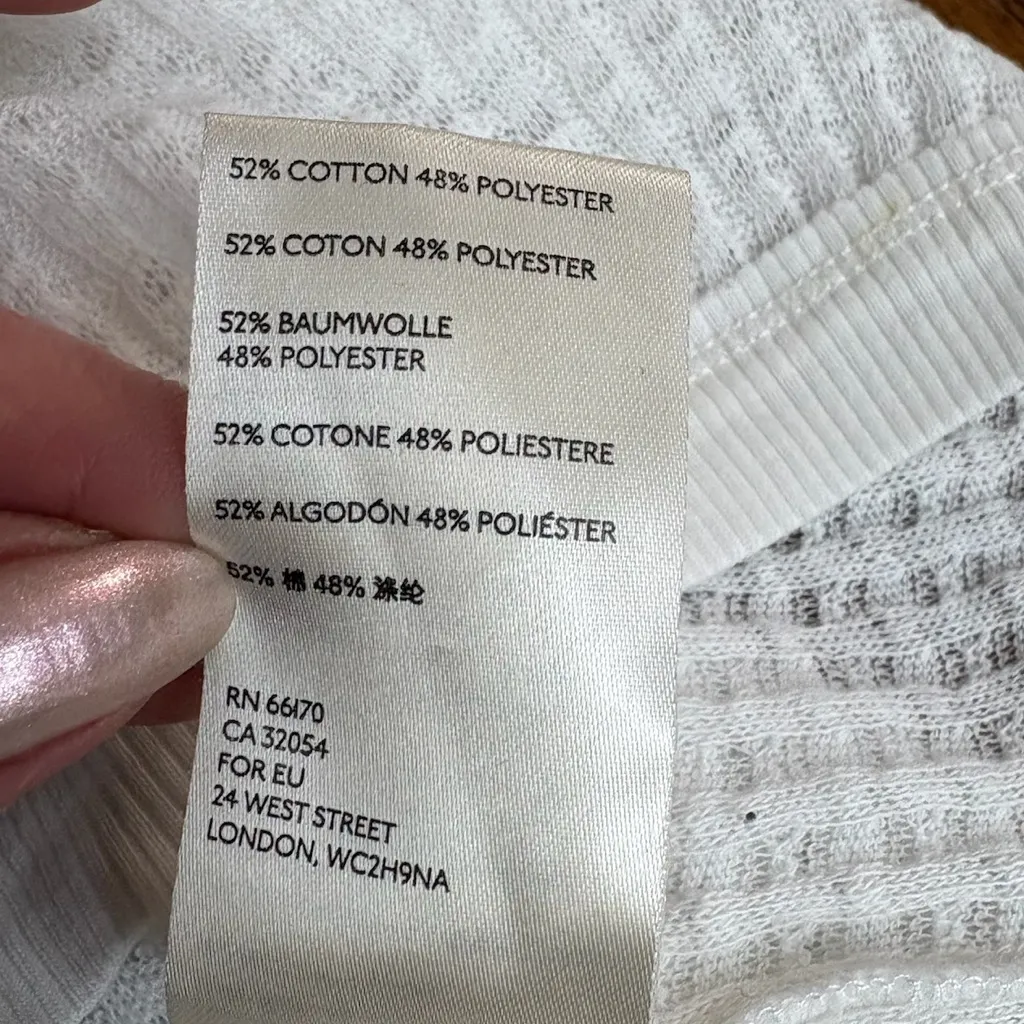 52% COTTON 48% POLYESTER
52% COTON 48% POLYESTER
52% BAUMWOLLE
48% POLYESTER
52% COTONE 48% POLIESTERE
52% ALGODÓN 48% POLIÉSTER
52% 棉 48% 涤纶
RN 66170
CA 32054
FOR EU
24 WEST STREET
LONDON, WC2H9NA